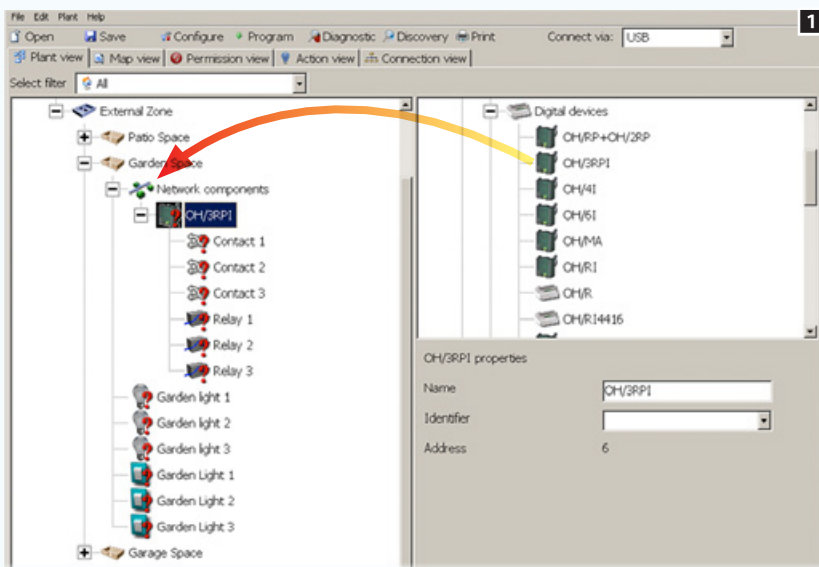 File Edit Plant Help
1
Open Save Configure Program Diagnostic Discovery Print Connect via: USB
Plant view Map view Permission view Action view Connection view
Select filter All
External Zone
Patio Space
Garden Space
Network components
OH/3RPI
Contact 1
Contact 2
Contact 3
Relay 1
Relay 2
Relay 3
Garden light 1
Garden light 2
Garden light 3
Garden Light 1
Garden Light 2
Garden Light 3
Garage Space
Digital devices
OH/RP+OH/2RP
OH/3RPI
OH/4I
OH/6I
OH/MA
OH/RI
OH/R
OH/RI4416
OH/3RPI properties
Name OH/3RPI
Identifier
Address 6